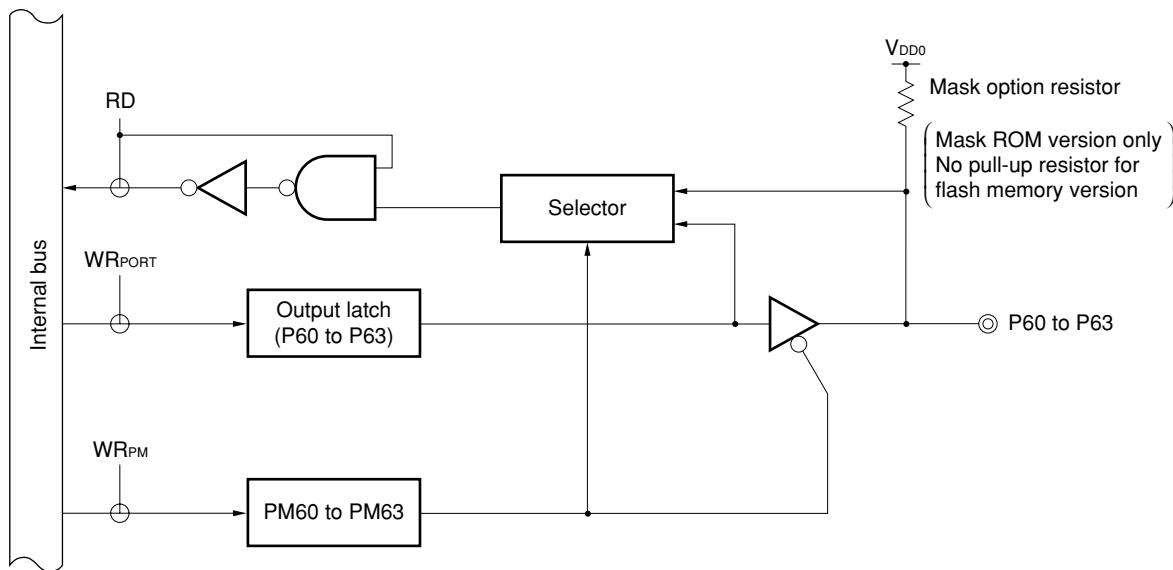 VDD0
Mask option resistor
RD
Mask ROM version only
No pull-up resistor for
flash memory version
Selector
Internal bus
WRPORT
Output latch
(P60 to P63)
P60 to P63
WRPM
PM60 to PM63